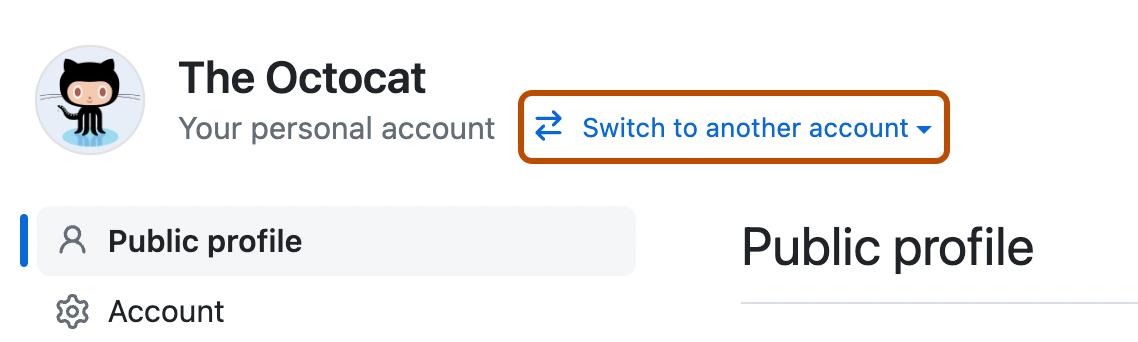 The Octocat
Your personal account
Switch to another account
Public profile
Account
Public profile